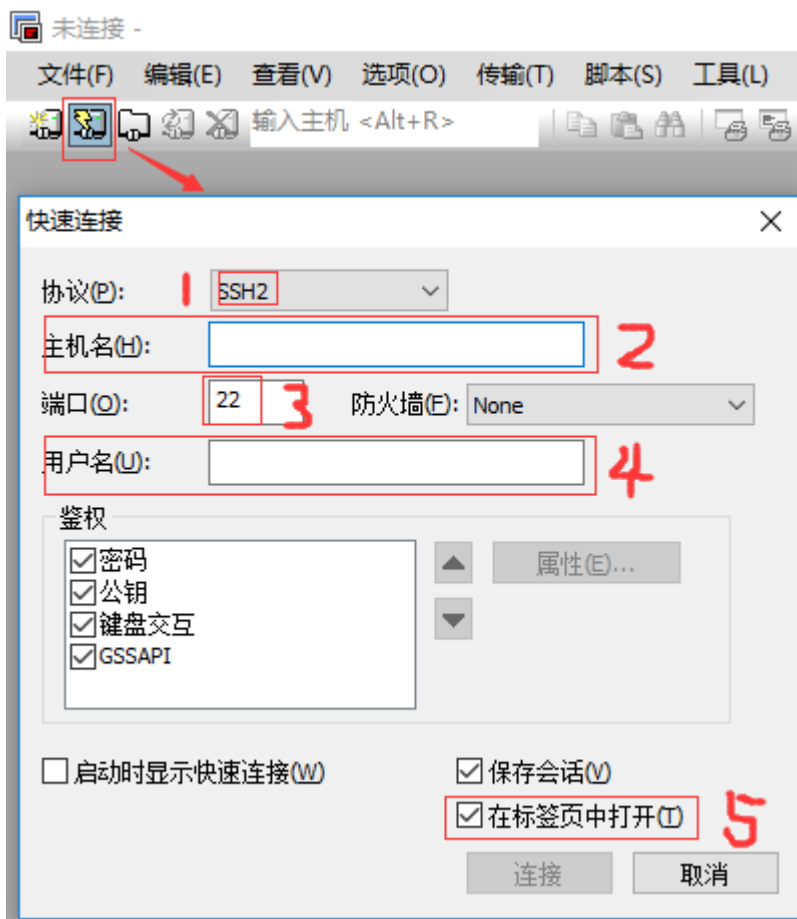 未连接 -
文件(F) 编辑(E) 查看(V) 选项(O) 传输(T) 脚本(S) 工具(L)
输入主机 <Alt+R>
快速连接
协议(P): 1 SSH2
主机名(H): 2
端口(O): 22 3 防火墙(F): None
用户名(U): 4
鉴权
密码
属性(E)...
公钥
键盘交互
GSSAPI
启动时显示快速连接(W) 保存会话(V)
在标签页中打开(T) 5
连接 取消